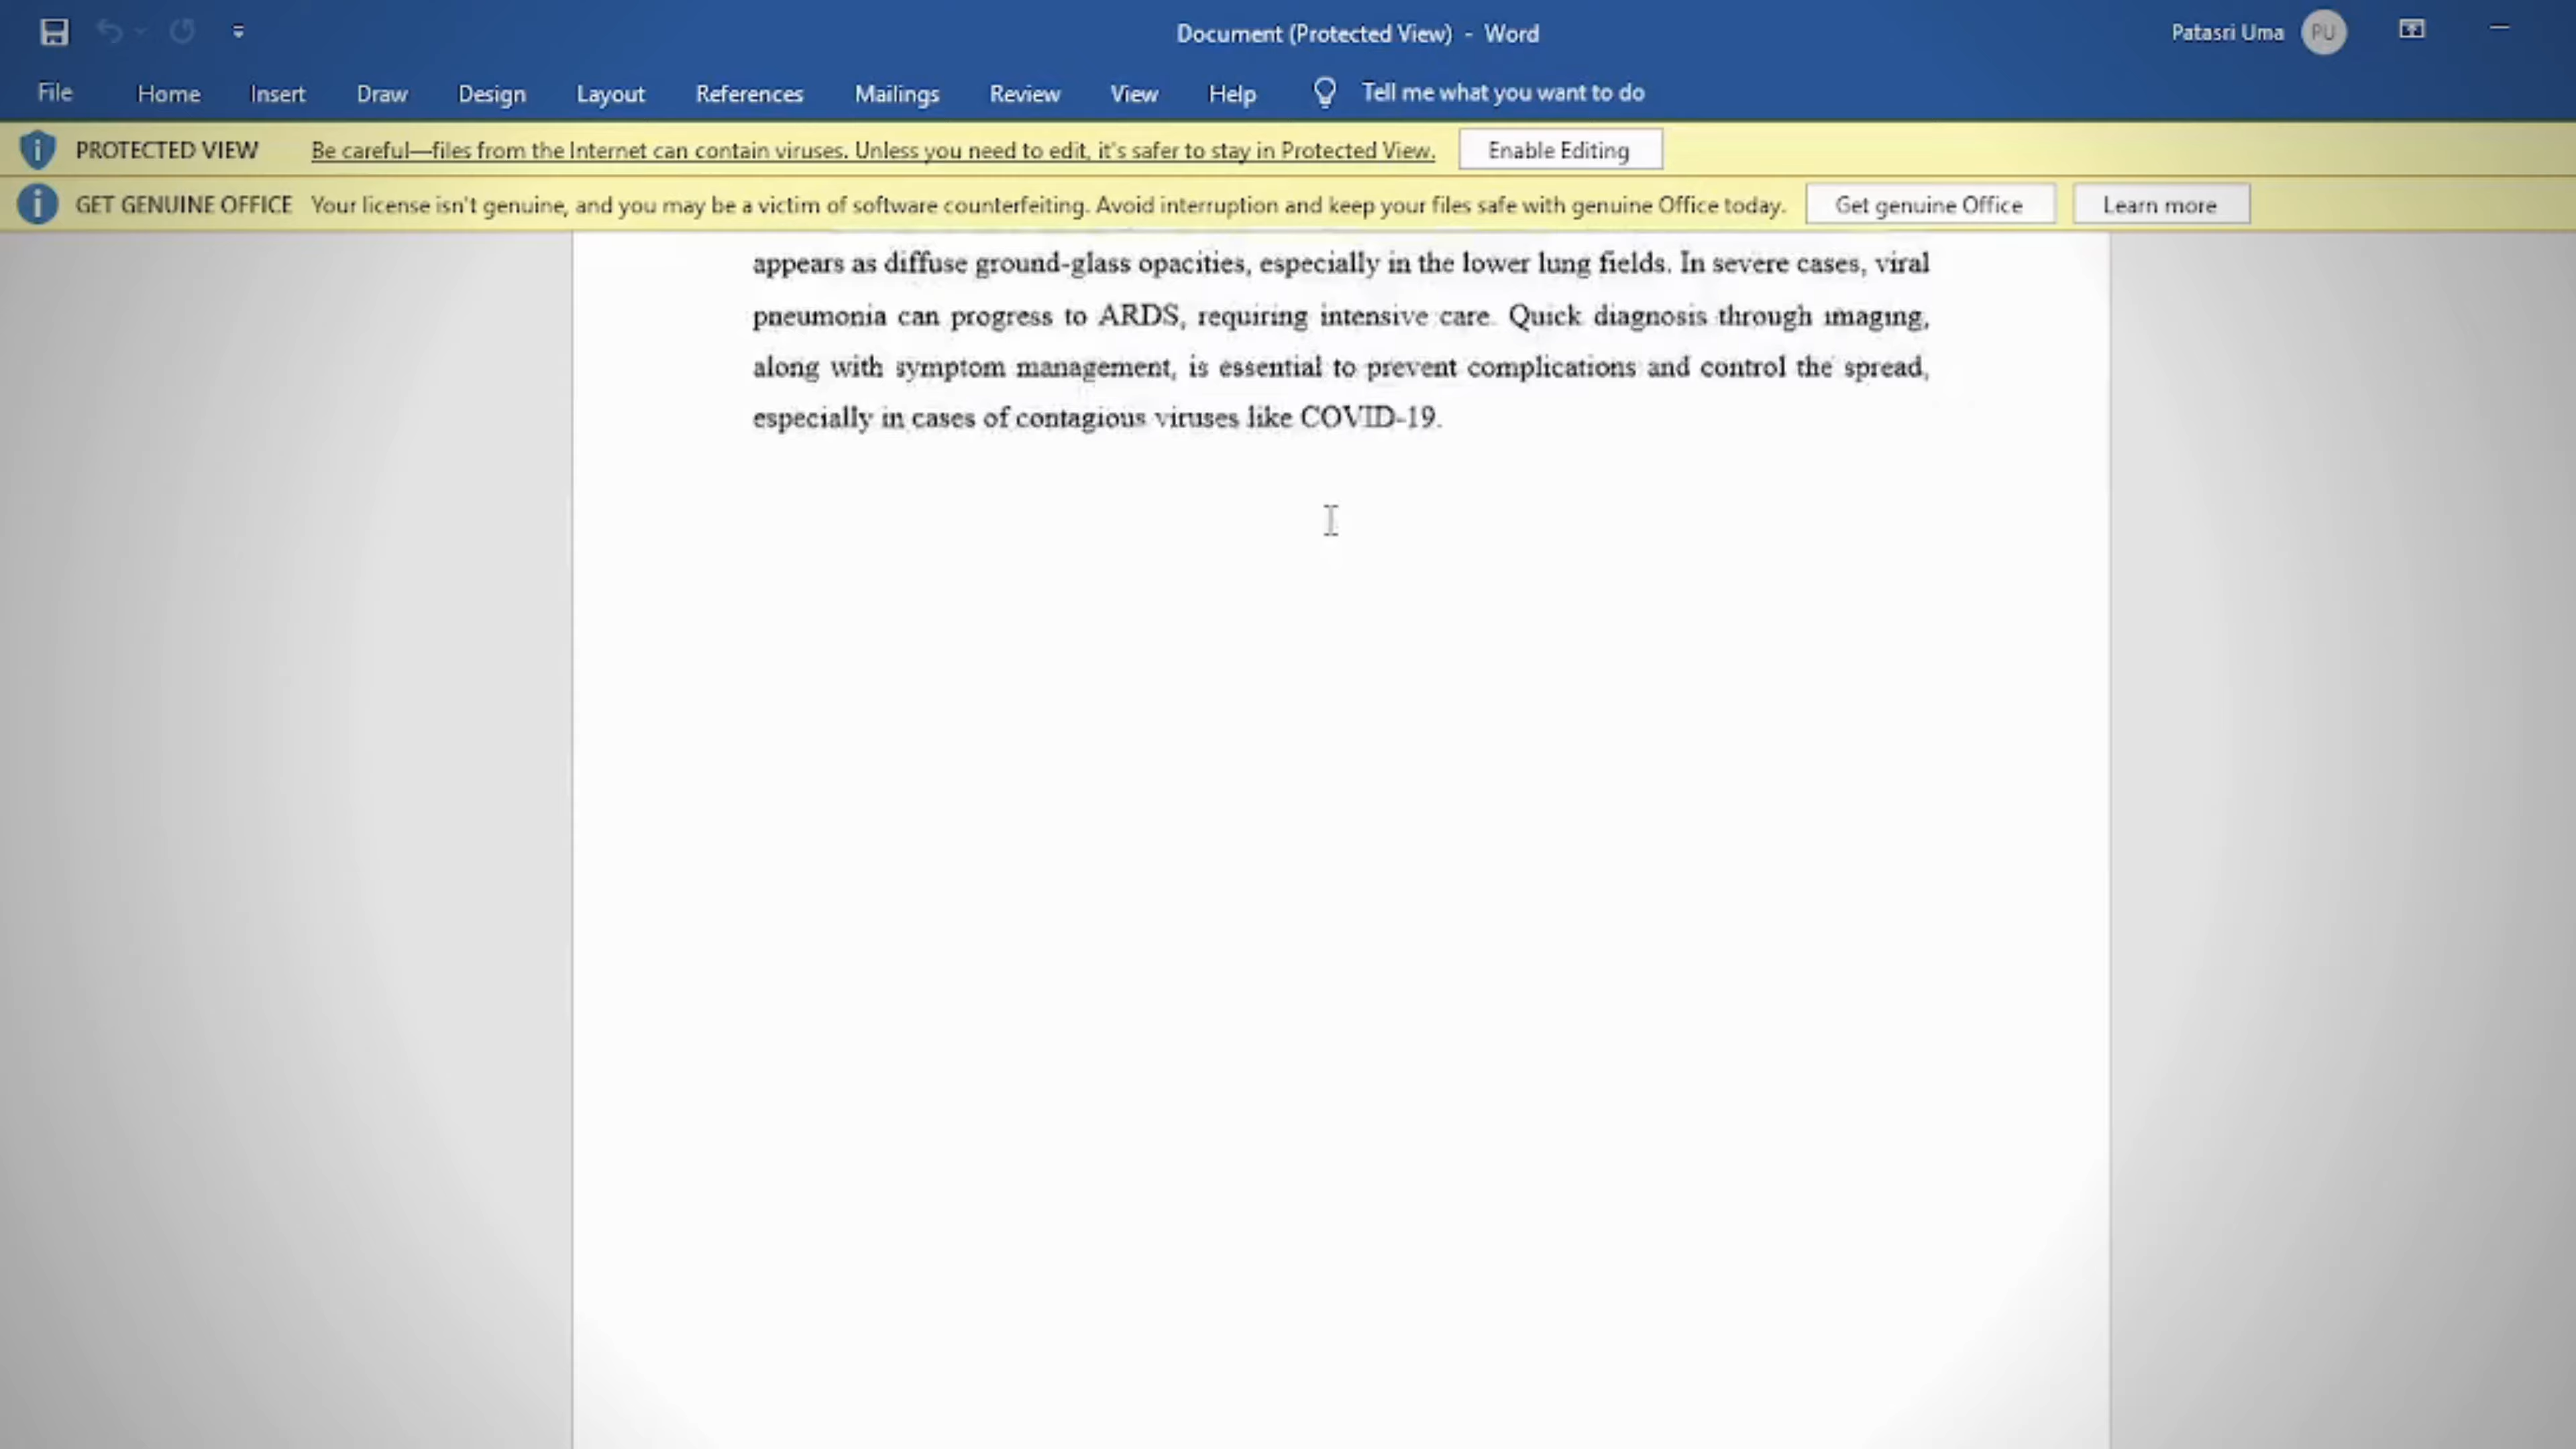 Document (Protected View) - Word
Patasri Uma PU
File Home Insert Draw Design Layout References Mailings Review View Help Tell me what you want to do
PROTECTED VIEW Be careful—files from the Internet can contain viruses. Unless you need to edit, it's safer to stay in Protected View. Enable Editing
GET GENUINE OFFICE Your license isn't genuine, and you may be a victim of software counterfeiting. Avoid interruption and keep your files safe with genuine Office today. Get genuine Office Learn more
appears as diffuse ground-glass opacities, especially in the lower lung fields. In severe cases, viral
pneumonia can progress to ARDS, requiring intensive care. Quick diagnosis through imaging,
along with symptom management, is essential to prevent complications and control the spread,
especially in cases of contagious viruses like COVID-19.